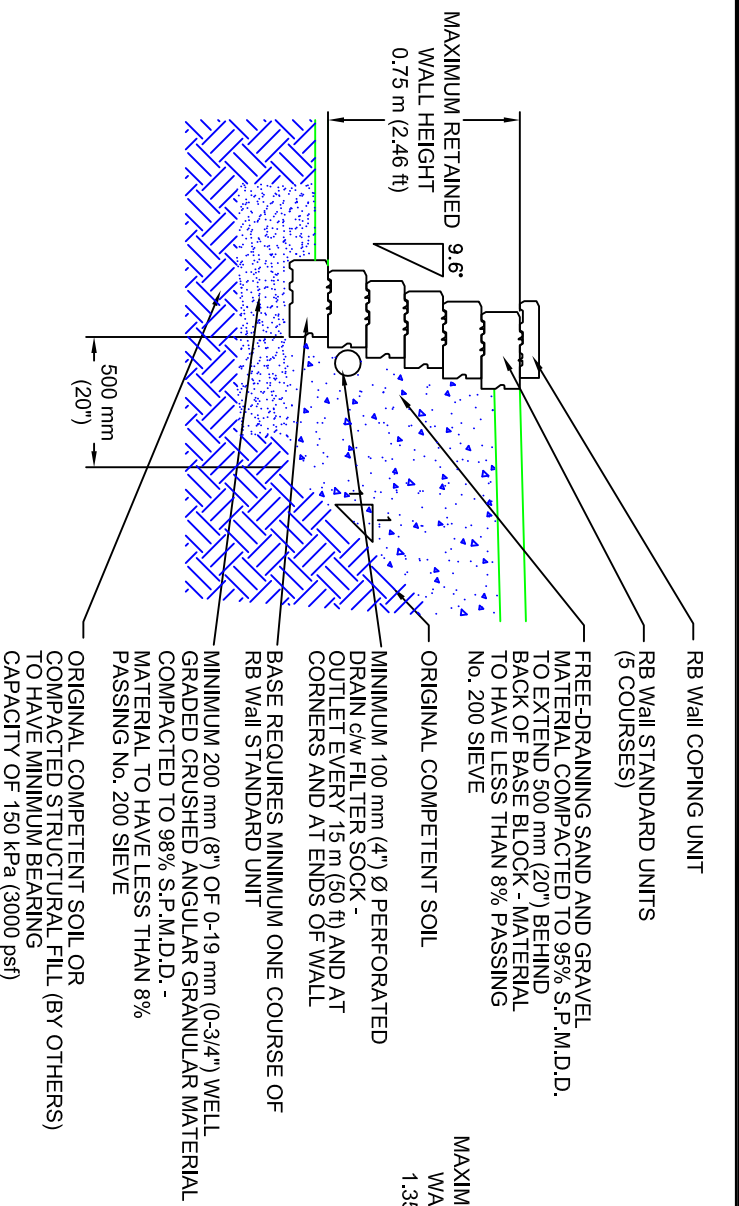 MAXIMUM RETAINED
WALL HEIGHT
0.75 m (2.46 ft)
9.6°
1
1
500 mm
(20")
RB Wall COPING UNIT
RB Wall STANDARD UNITS
(5 COURSES)
FREE-DRAINING SAND AND GRAVEL
MATERIAL COMPACTED TO 95% S.P.M.D.D.
TO EXTEND 500 mm (20") BEHIND
BACK OF BASE BLOCK - MATERIAL
TO HAVE LESS THAN 8% PASSING
No. 200 SIEVE
ORIGINAL COMPETENT SOIL
MINIMUM 100 mm (4") Ø PERFORATED
DRAIN c/w FILTER SOCK -
OUTLET EVERY 15 m (50 ft) AND AT
CORNERS AND AT ENDS OF WALL
BASE REQUIRES MINIMUM ONE COURSE OF
RB Wall STANDARD UNIT
MINIMUM 200 mm (8") OF 0-19 mm (0-3/4") WELL
GRADED CRUSHED ANGULAR GRANULAR MATERIAL
COMPACTED TO 98% S.P.M.D.D. -
MATERIAL TO HAVE LESS THAN 8%
PASSING No. 200 SIEVE
ORIGINAL COMPETENT SOIL OR
COMPACTED STRUCTURAL FILL (BY OTHERS)
TO HAVE MINIMUM BEARING
CAPACITY OF 150 kPa (3000 psf)
MAXIM
WA
1.35